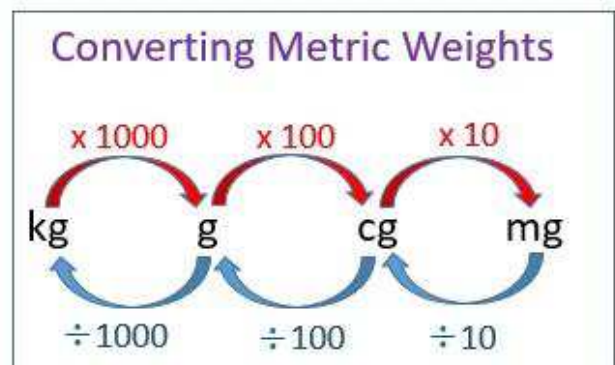 Converting Metric Weights
x 1000 x 100 x 10
kg g cg mg
÷1000 ÷100 ÷10